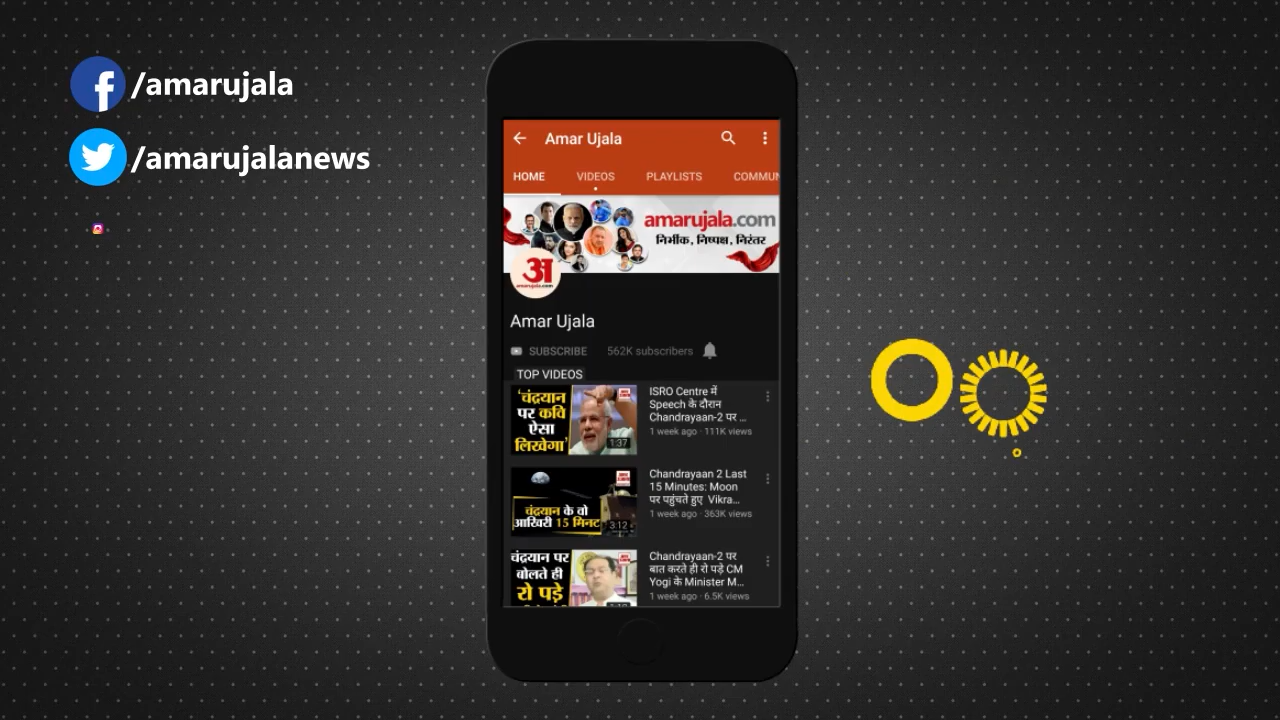 /amarujala
/amarujalanews
Amar Ujala
HOME VIDEOS PLAYLISTS COMMUN
amarujala.com
निर्भीक, निष्पक्ष, निरंतर
अ
amarujala.com
Amar Ujala
SUBSCRIBE 562K subscribers
TOP VIDEOS
'चंद्रयान
पर कवि
ऐसा
लिखेगा'
1:37
ISRO Centre में
Speech के दौरान
Chandrayaan-2 पर ...
1 week ago · 111K views
चंद्रयान के वो
आखिरी 15 मिनट
3:12
Chandrayaan 2 Last
15 Minutes: Moon
पर पहुंचते हुए Vikra...
1 week ago · 363K views
चंद्रयान पर
बोलते ही
रो पड़े
Chandrayaan-2 पर
बात करते ही रो पड़े CM
Yogi के Minister M...
1 week ago · 6.5K views